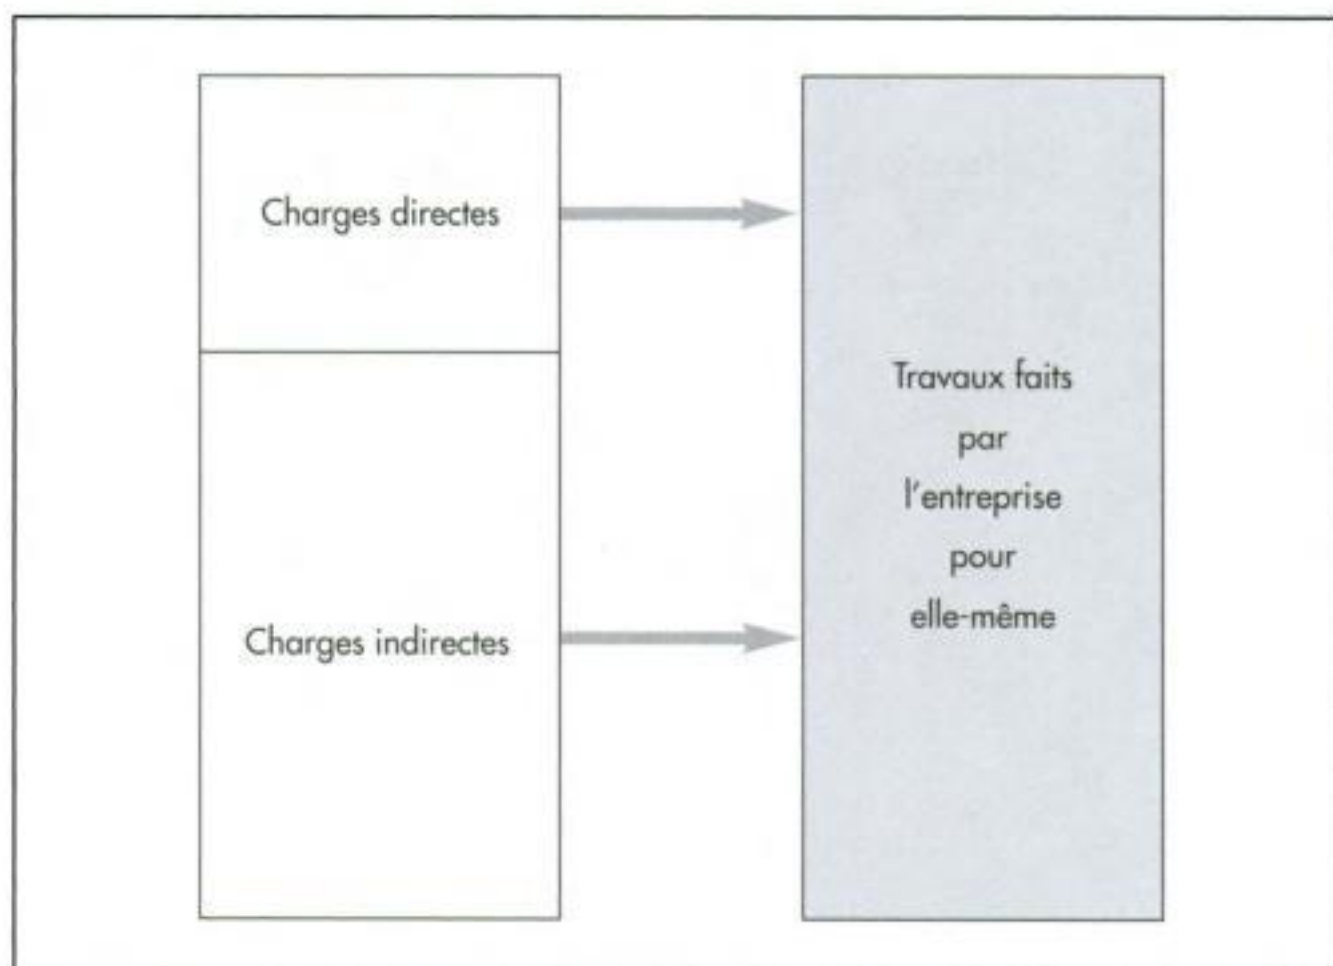 Charges directes
Charges indirectes
Travaux faits
par
l'entreprise
pour
elle-même